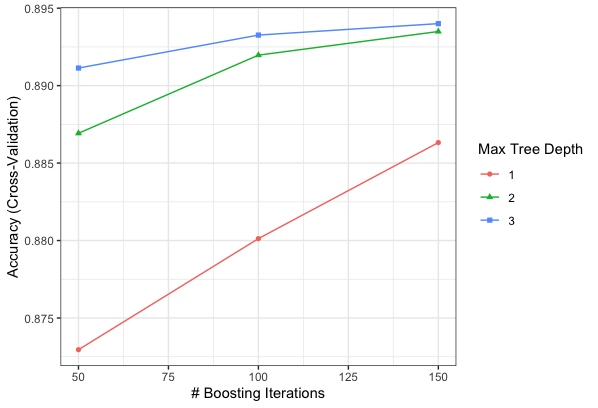 0.895
0.890
0.885
0.880
0.875
Accuracy (Cross-Validation)
50 75 100 125 150
# Boosting Iterations
Max Tree Depth
1
2
3